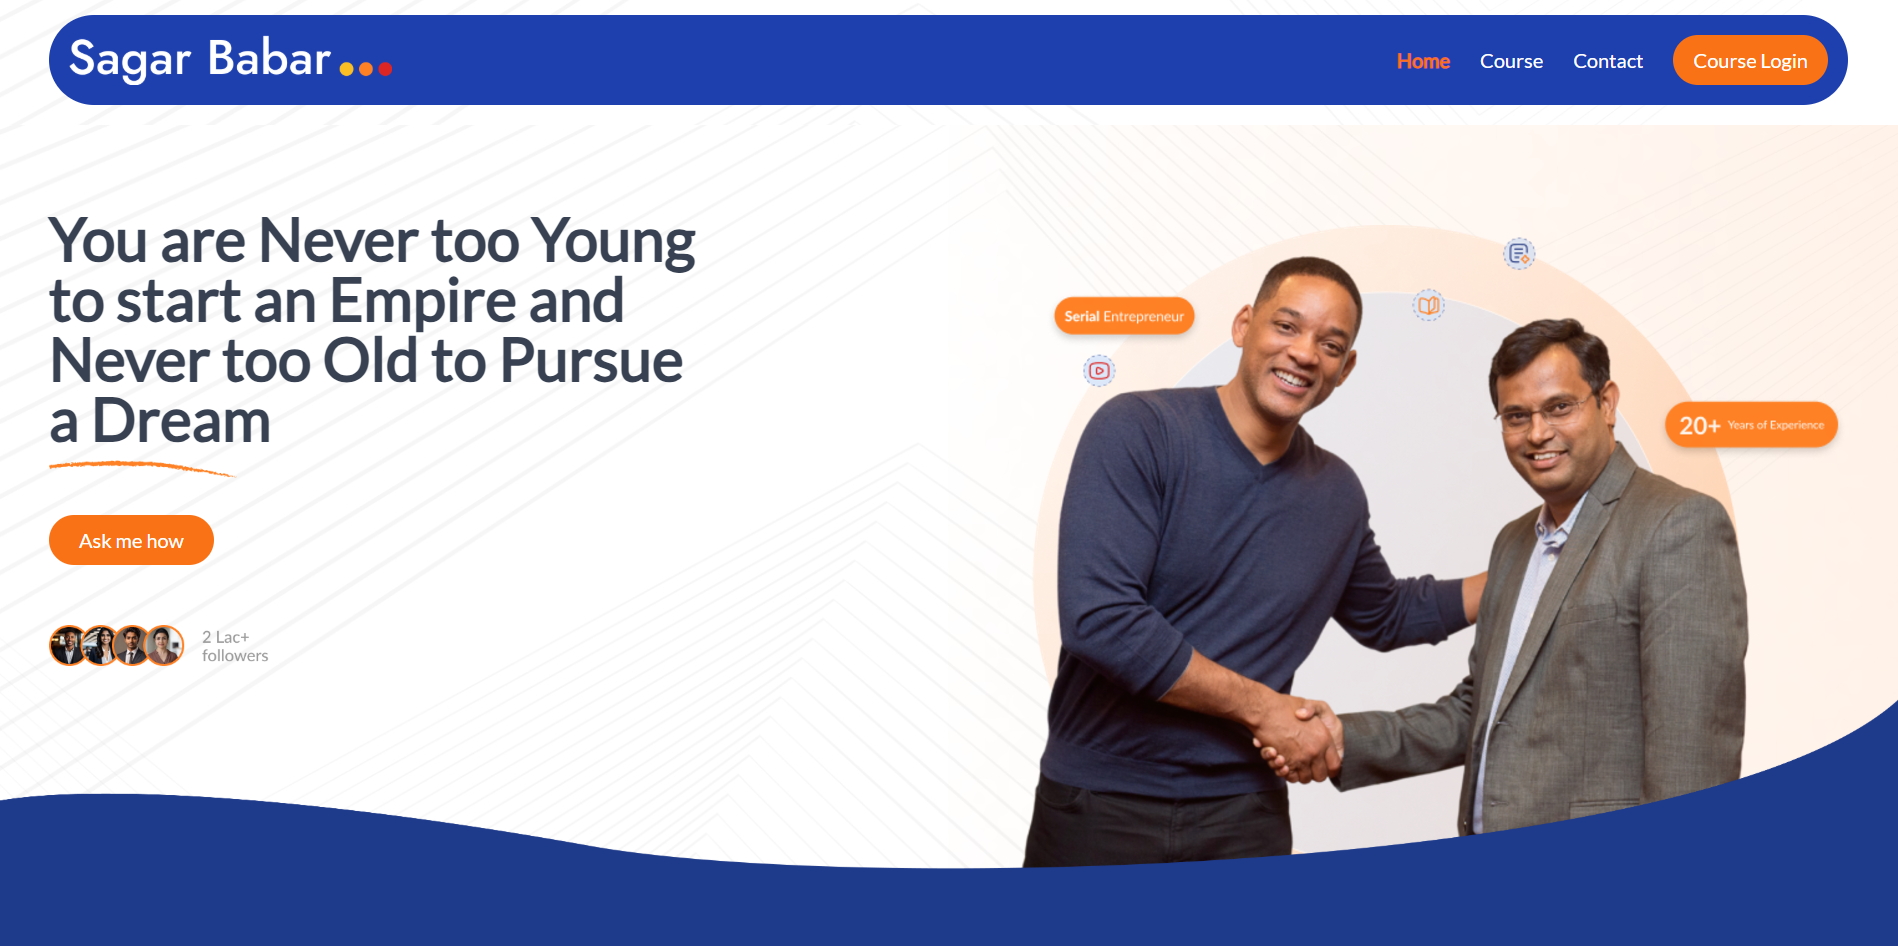 Sagar Babar
Home
Course
Contact
Course Login
You are Never too Young
to start an Empire and
Never too Old to Pursue
a Dream
Ask me how
2 Lac+
followers
Serial Entrepreneur
20+ Years of Experience